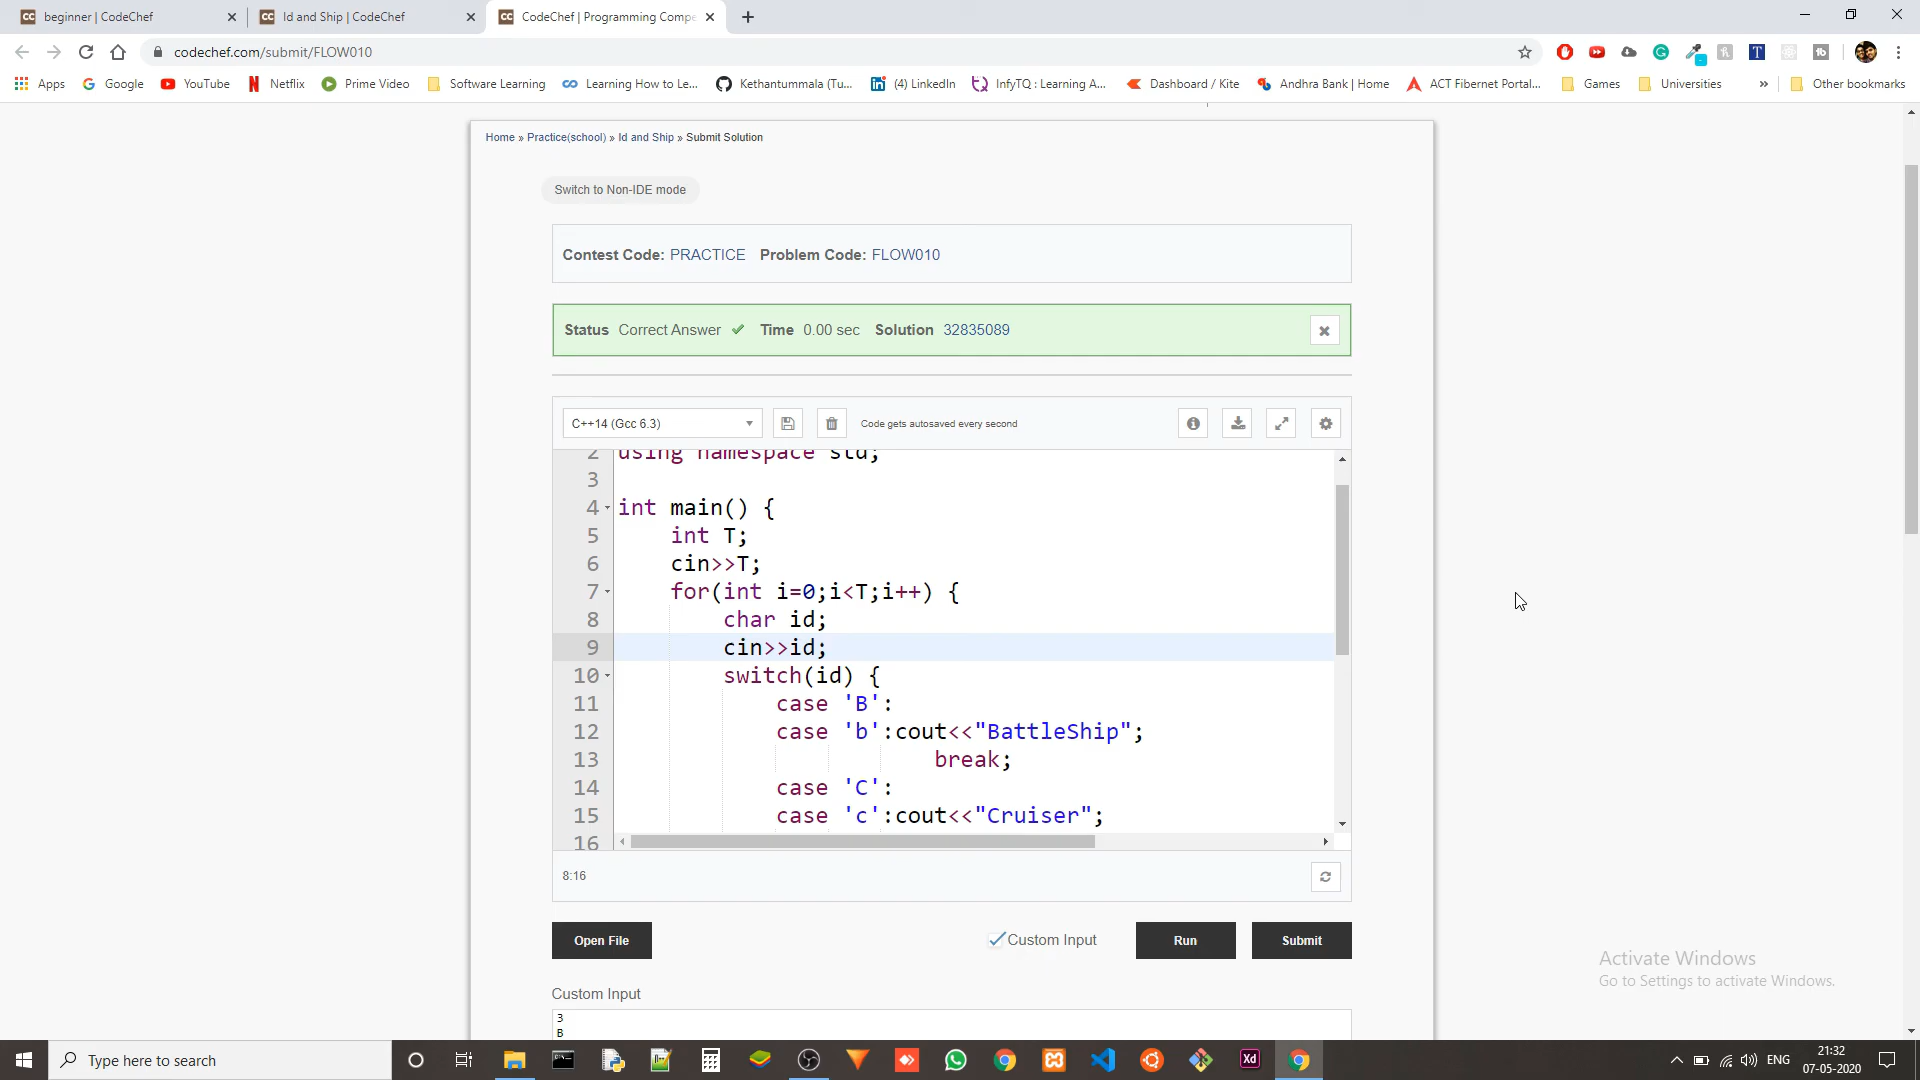 beginner | CodeChef
Id and Ship | CodeChef
CodeChef | Programming Compe
codechef.com/submit/FLOW010
Apps
Google
YouTube
Netflix
Prime Video
Software Learning
Learning How to Le...
Kethantummala (Tu...
(4) LinkedIn
InfyTQ : Learning A...
Dashboard / Kite
Andhra Bank | Home
ACT Fibernet Portal...
Games
Universities
»
Other bookmarks
Home » Practice(school) » Id and Ship » Submit Solution
Switch to Non-IDE mode
Contest Code: PRACTICE Problem Code: FLOW010
Status Correct Answer ✔ Time 0.00 sec Solution 32835089
C++14 (Gcc 6.3)
Code gets autosaved every second
2 using namespace std;
3
4 int main() {
5 int T;
6 cin>>T;
7 for(int i=0;i<T;i++) {
8 char id;
9 cin>>id;
10 switch(id) {
11 case 'B':
12 case 'b':cout<<"BattleShip";
13 break;
14 case 'C':
15 case 'c':cout<<"Cruiser";
16
8:16
Open File
Custom Input
Run
Submit
Custom Input
3
B
Activate Windows
Go to Settings to activate Windows.
Type here to search
Xd
ENG
21:32
07-05-2020